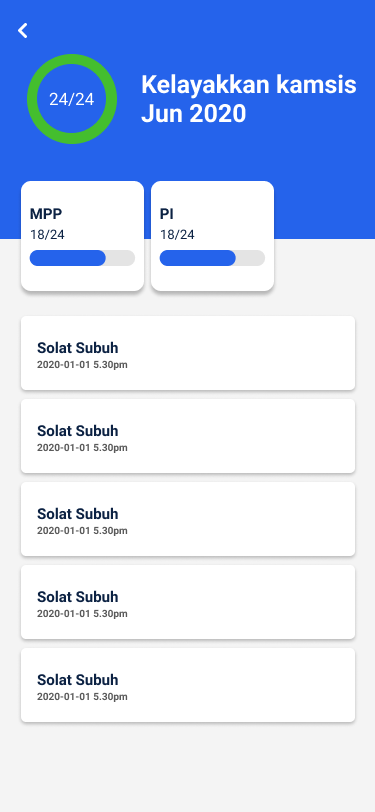 24/24
Kelayakkan kamsis
Jun 2020
MPP
18/24
PI
18/24
Solat Subuh
2020-01-01 5.30pm
Solat Subuh
2020-01-01 5.30pm
Solat Subuh
2020-01-01 5.30pm
Solat Subuh
2020-01-01 5.30pm
Solat Subuh
2020-01-01 5.30pm